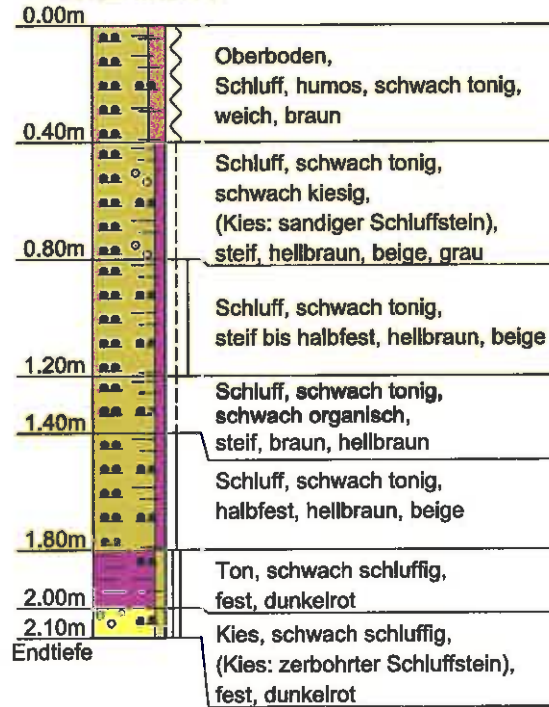 0.00m
Oberboden,
Schluff, humos, schwach tonig,
weich, braun
0.40m
Schluff, schwach tonig,
schwach kiesig,
(Kies: sandiger Schluffstein),
steif, hellbraun, beige, grau
0.80m
Schluff, schwach tonig,
steif bis halbfest, hellbraun, beige
1.20m
Schluff, schwach tonig,
schwach organisch,
steif, braun, hellbraun
1.40m
Schluff, schwach tonig,
halbfest, hellbraun, beige
1.80m
Ton, schwach schluffig,
fest, dunkelrot
2.00m
Kies, schwach schluffig,
(Kies: zerbohrter Schluffstein),
fest, dunkelrot
2.10m
Endtiefe